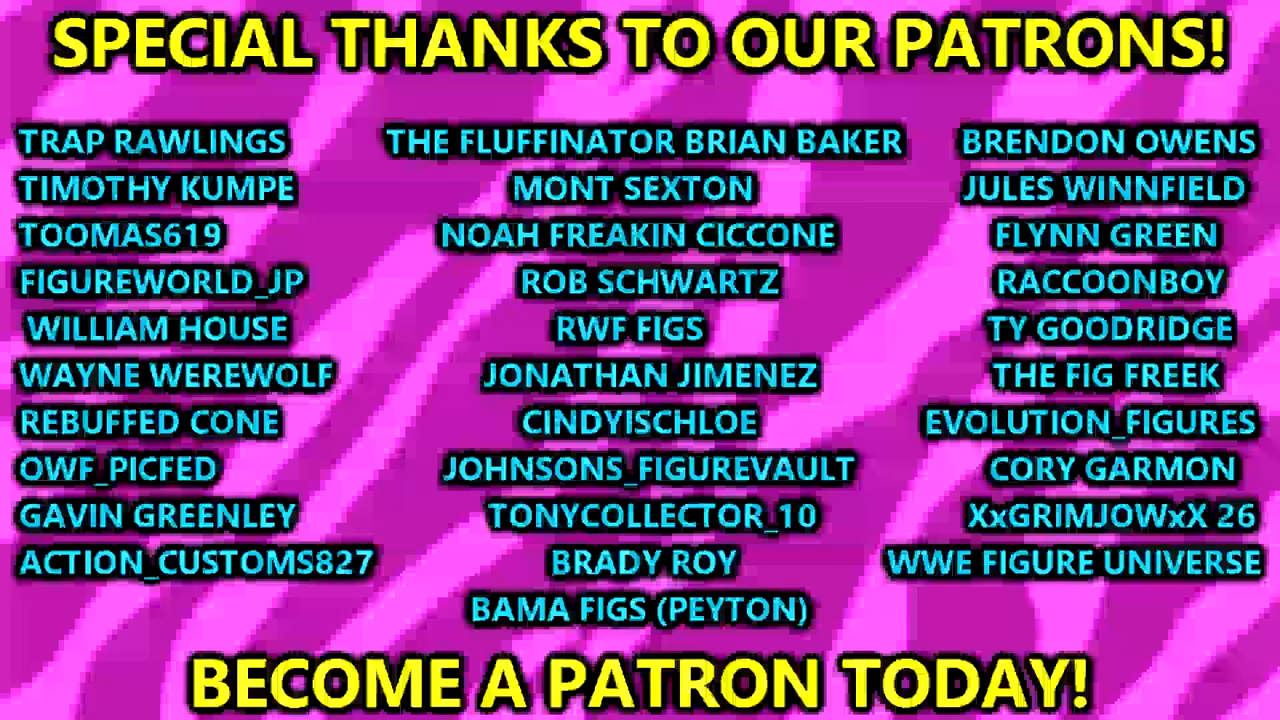 SPECIAL THANKS TO OUR PATRONS!
TRAP RAWLINGS
TIMOTHY KUMPE
TOOMAS619
FIGUREWORLD_JP
WILLIAM HOUSE
WAYNE WEREWOLF
REBUFFED CONE
OWF_PICFED
GAVIN GREENLEY
ACTION_CUSTOMS827
THE FLUFFINATOR BRIAN BAKER
MONT SEXTON
NOAH FREAKIN CICCONE
ROB SCHWARTZ
RWF FIGS
JONATHAN JIMENEZ
CINDYISCHLOE
JOHNSONS_FIGUREVAULT
TONYCOLLECTOR_10
BRADY ROY
BAMA FIGS (PEYTON)
BRENDON OWENS
JULES WINNFIELD
FLYNN GREEN
RACCOONBOY
TY GOODRIDGE
THE FIG FREEK
EVOLUTION_FIGURES
CORY GARMON
XxGRIMJOWxX 26
WWE FIGURE UNIVERSE
BECOME A PATRON TODAY!